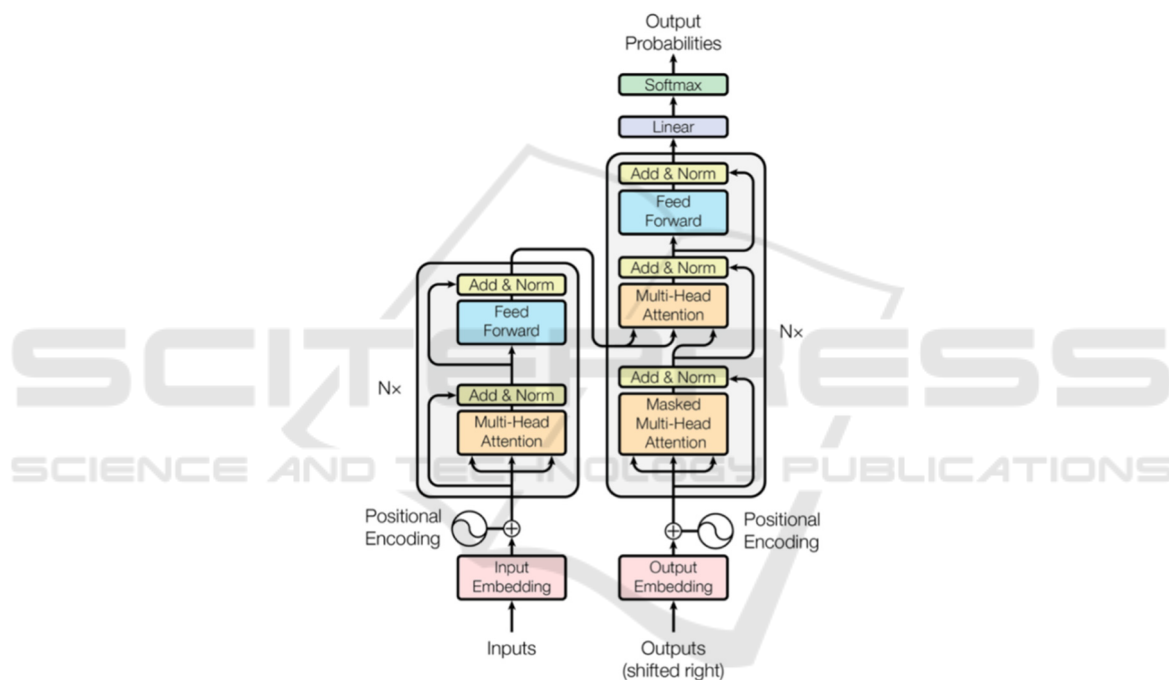 Output
Probabilities
Softmax
Linear
Add & Norm
Feed
Forward
Add & Norm
Multi-Head
Attention
Nx
Add & Norm
Masked
Multi-Head
Attention
Add & Norm
Feed
Forward
Nx
Add & Norm
Multi-Head
Attention
Positional
Encoding
Positional
Encoding
Input
Embedding
Output
Embedding
Inputs
Outputs
(shifted right)
SCITEPRESS
SCIENCE AND TECHNOLOGY PUBLICATIONS